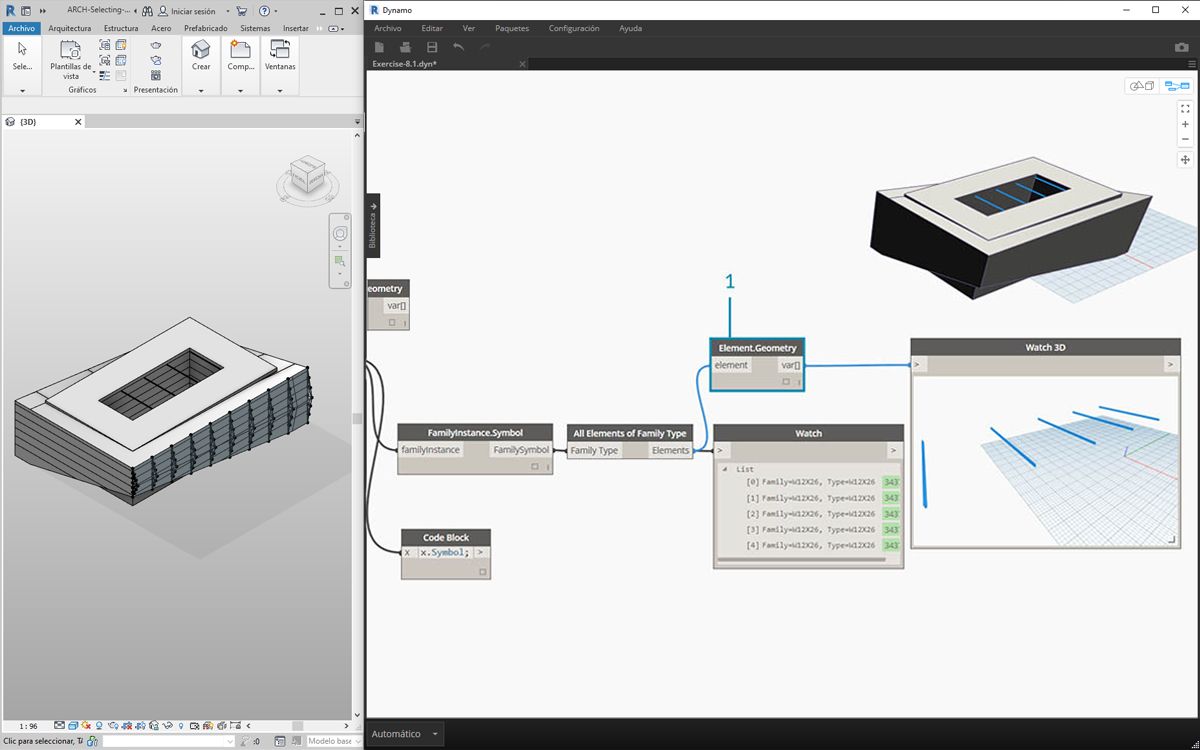 ARCH-Selecting-...
Iniciar sesión
Archivo
Arquitectura
Estructura
Acero
Prefabricado
Sistemas
Insertar
Sele...
Plantillas de
vista
Crear
Comp...
Ventanas
Gráficos
Presentación
{3D}
1 : 96
Clic para seleccionar, TA
:0
Modelo base
Dynamo
Archivo
Editar
Ver
Paquetes
Configuración
Ayuda
Exercise-8.1.dyn*
Biblioteca
eometry
var[]
1
Element.Geometry
element
var[]
Watch 3D
>
>
FamilyInstance.Symbol
familyInstance
FamilySymbol
All Elements of Family Type
Family Type
Elements
Watch
>
>
List
[0] Family=W12X26, Type=W12X26 343
[1] Family=W12X26, Type=W12X26 343
[2] Family=W12X26, Type=W12X26 343
[3] Family=W12X26, Type=W12X26 343
[4] Family=W12X26, Type=W12X26 343
Code Block
x
x.Symbol;
>
Automático